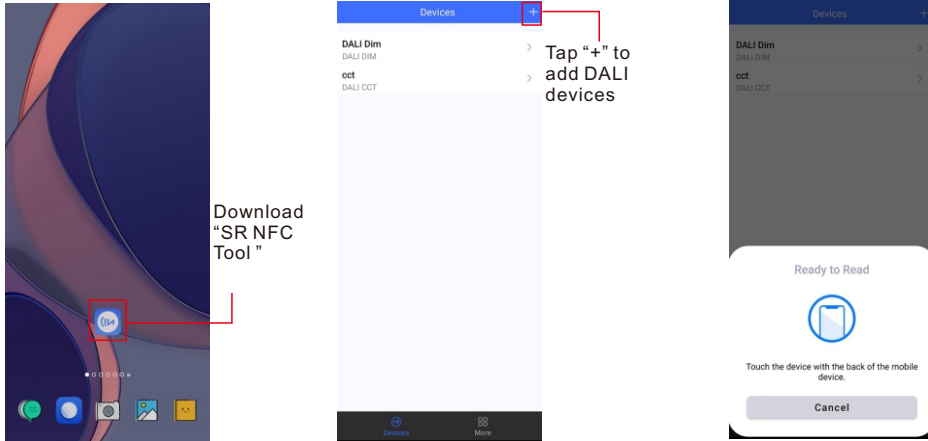 Download
“SR NFC
Tool ”
Devices +
DALI Dim
DALI DIM
cct
DALI CCT
Devices
More
Tap “+” to
add DALI
devices
Devices +
DALI Dim
DALI DIM
cct
DALI CCT
Ready to Read
Touch the device with the back of the mobile
device.
Cancel